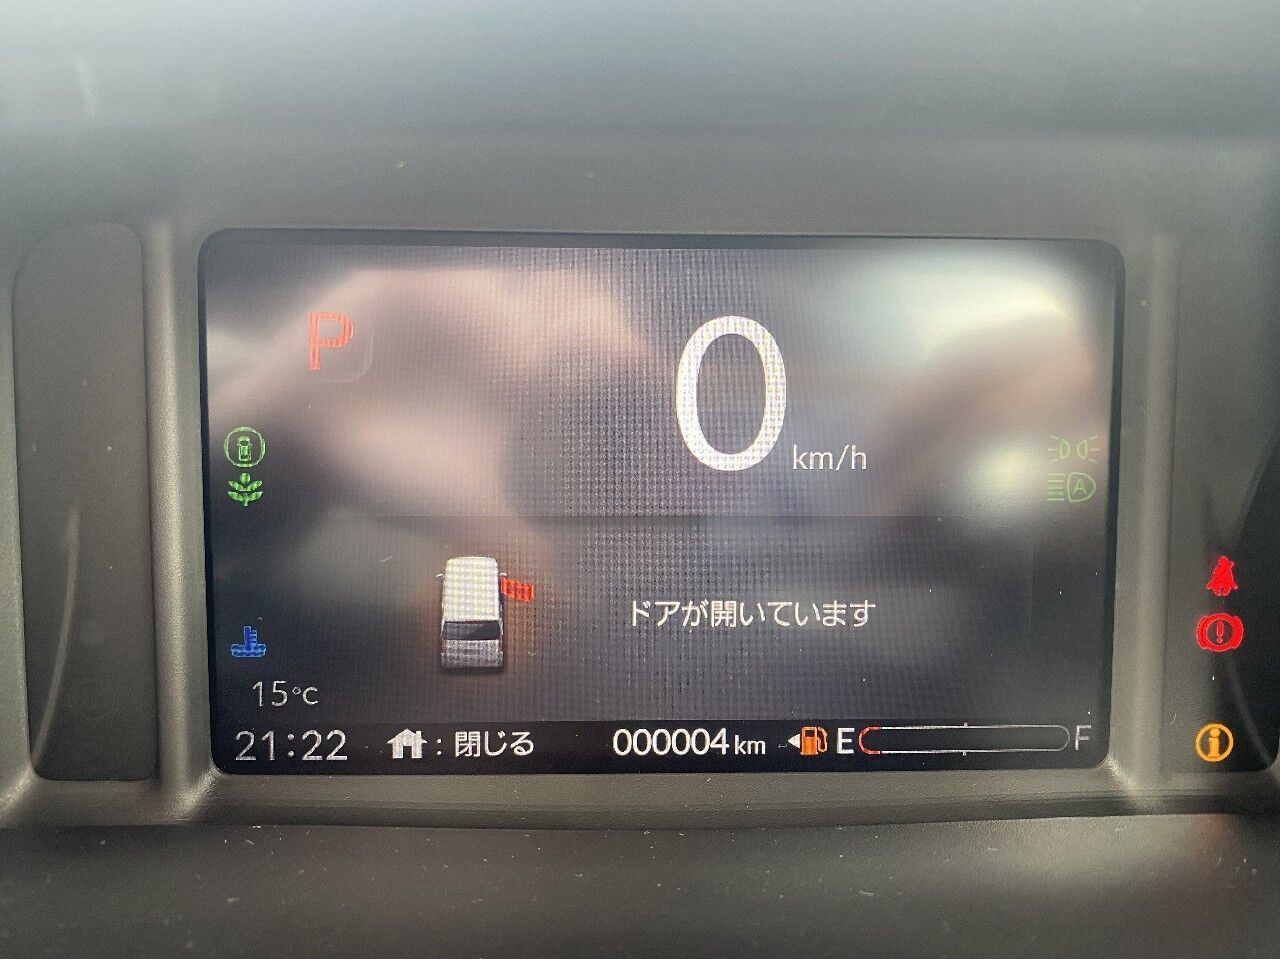 P
0 km/h
A
ドアが開いています
15℃
21:22 : 閉じる 000004km E F